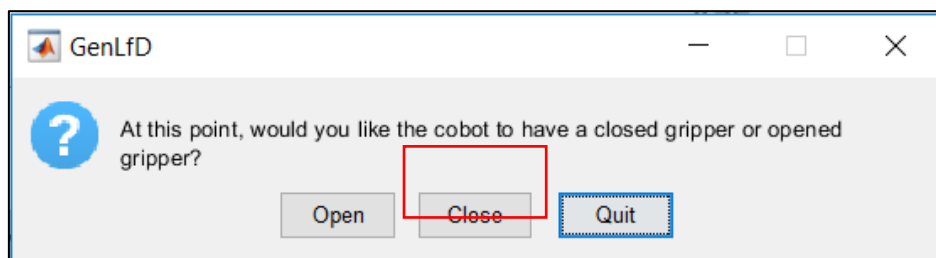 GenLfD
At this point, would you like the cobot to have a closed gripper or opened
gripper?
Open Close Quit